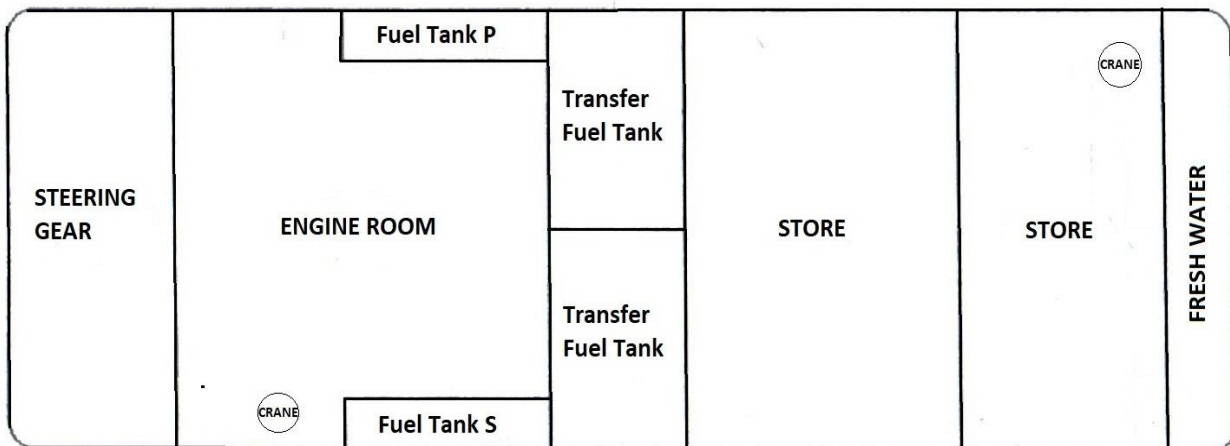 Fuel Tank P
CRANE
Transfer
Fuel Tank
STEERING
GEAR
ENGINE ROOM
STORE
STORE
FRESH WATER
Transfer
Fuel Tank
CRANE
Fuel Tank S